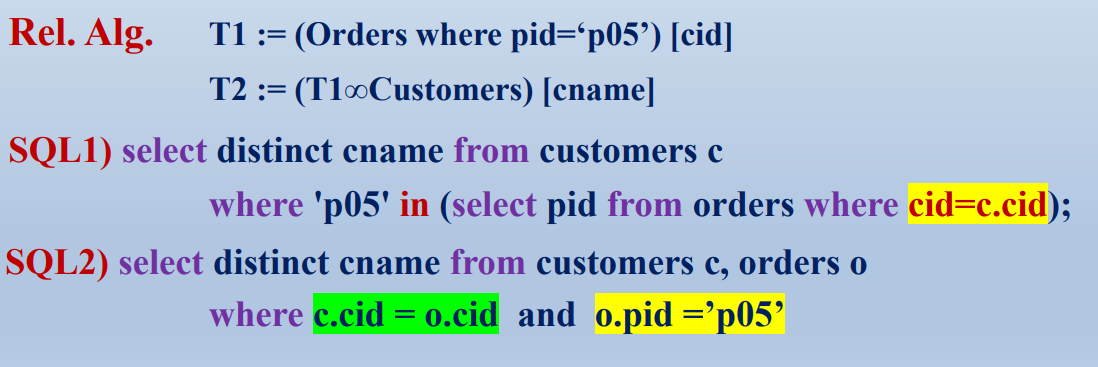 Rel. Alg. T1 := (Orders where pid=‘p05’) [cid]
T2 := (T1∞Customers) [cname]
SQL1) select distinct cname from customers c
where 'p05' in (select pid from orders where cid=c.cid);
SQL2) select distinct cname from customers c, orders o
where c.cid = o.cid and o.pid =’p05’